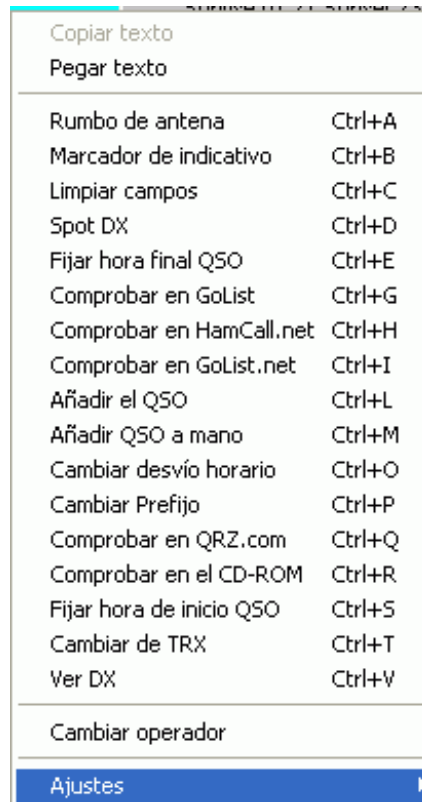 Copiar texto
Pegar texto
Rumbo de antena Ctrl+A
Marcador de indicativo Ctrl+B
Limpiar campos Ctrl+C
Spot DX Ctrl+D
Fijar hora final QSO Ctrl+E
Comprobar en GoList Ctrl+G
Comprobar en HamCall.net Ctrl+H
Comprobar en GoList.net Ctrl+I
Añadir el QSO Ctrl+L
Añadir QSO a mano Ctrl+M
Cambiar desvío horario Ctrl+O
Cambiar Prefijo Ctrl+P
Comprobar en QRZ.com Ctrl+Q
Comprobar en el CD-ROM Ctrl+R
Fijar hora de inicio QSO Ctrl+S
Cambiar de TRX Ctrl+T
Ver DX Ctrl+V
Cambiar operador
Ajustes